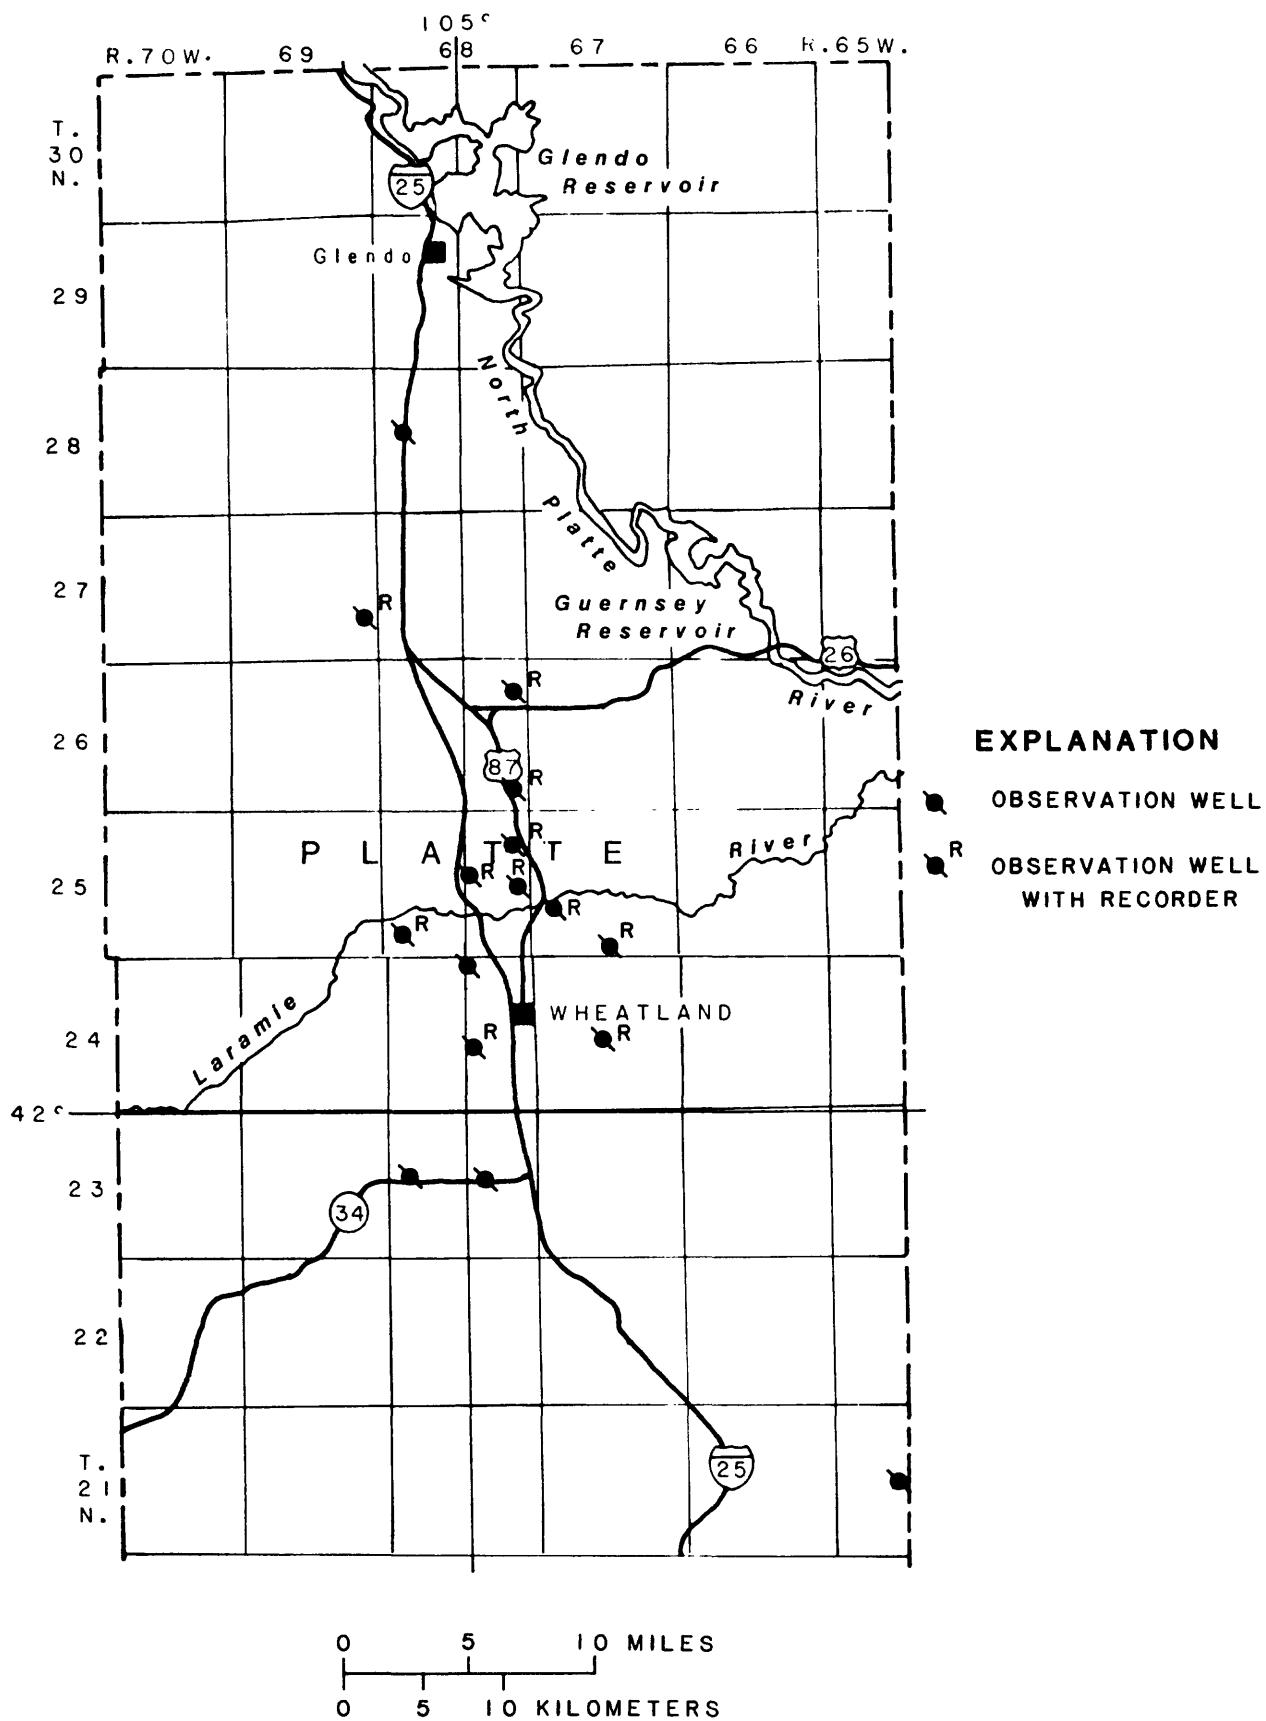 105°
R.70W. 69 68 67 66 R.65W.
T.
30
N.
Glendo
Reservoir
25
Glendo
29
North
28
Platte
27
R
Guernsey
Reservoir
26
R
River
26
87
R
EXPLANATION
OBSERVATION WELL
R
OBSERVATION WELL
WITH RECORDER
R
River
PLATTE
R
R
25
R
R
R
WHEATLAND
Laramie
24
R
R
42°
23
34
22
25
T.
21
N.
0 5 10 MILES
0 5 10 KILOMETERS